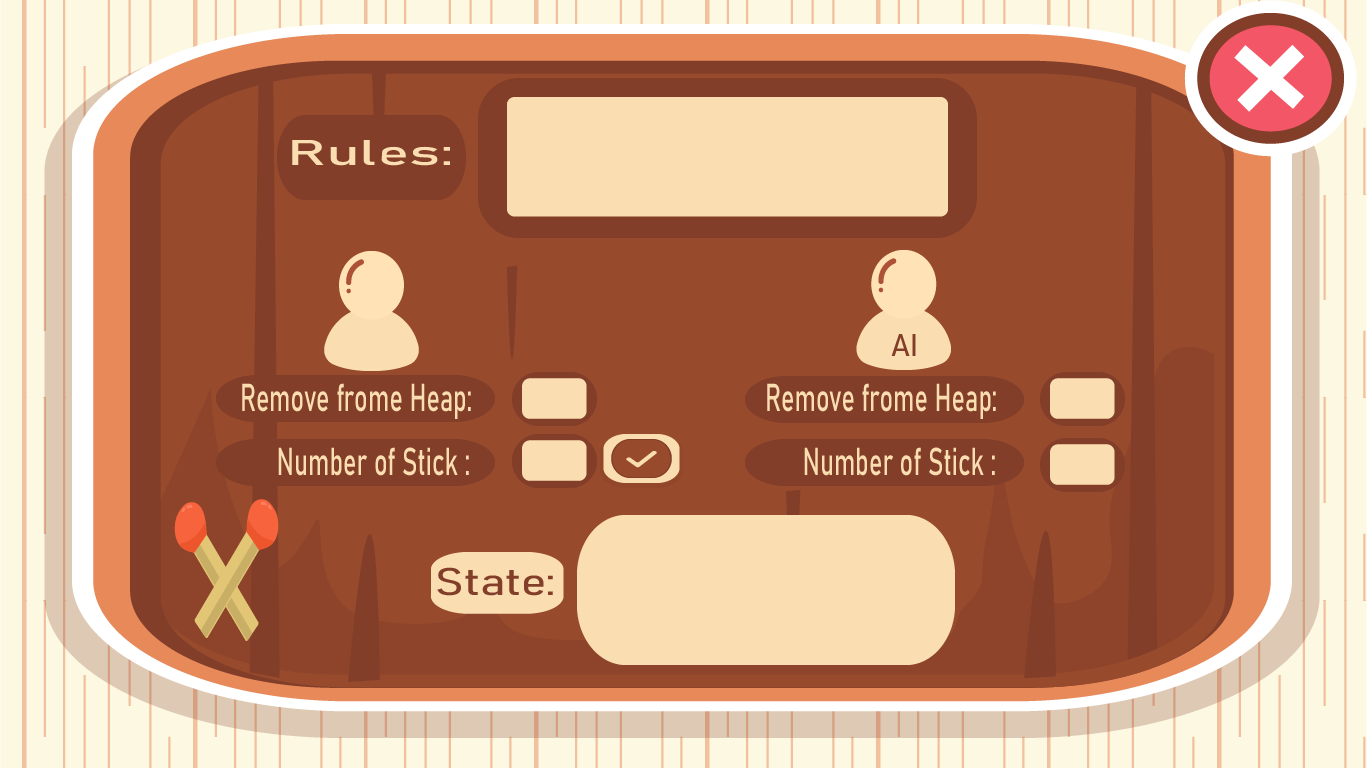 Rules:
AI
Remove frome Heap:
Remove frome Heap:
Number of Stick :
Number of Stick :
State: